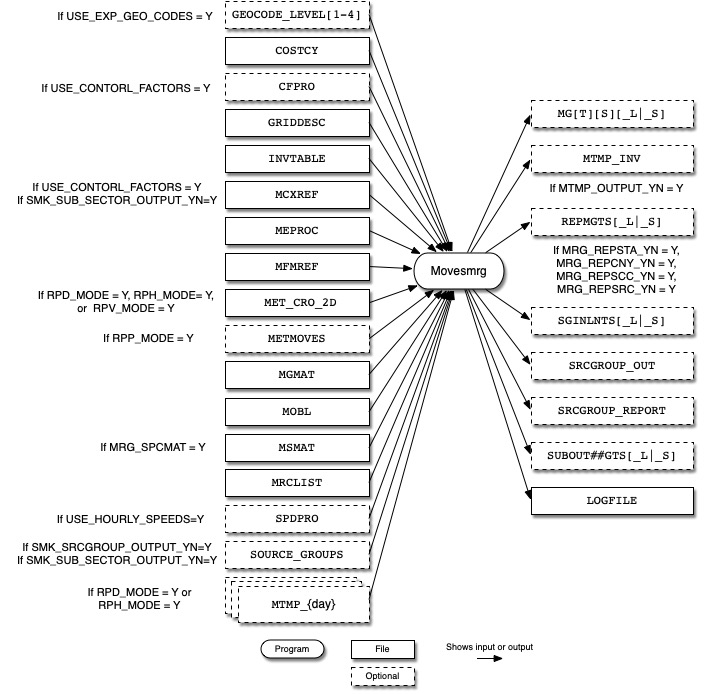 If USE_EXP_GEO_CODES = Y
GEOCODE_LEVEL[1-4]
COSTCY
If USE_CONTORL_FACTORS = Y
CFPRO
GRIDDESC
INVTABLE
If USE_CONTORL_FACTORS = Y
If SMK_SUB_SECTOR_OUTPUT_YN=Y
MCXREF
MEPROC
MFMREF
If RPD_MODE = Y, RPH_MODE= Y,
or RPV_MODE = Y
MET_CRO_2D
If RPP_MODE = Y
METMOVES
MGMAT
MOBL
If MRG_SPCMAT = Y
MSMAT
MRCLIST
If USE_HOURLY_SPEEDS=Y
SPDPRO
If SMK_SRCGROUP_OUTPUT_YN=Y
If SMK_SUB_SECTOR_OUTPUT_YN=Y
SOURCE_GROUPS
If RPD_MODE = Y or
RPH_MODE = Y
MTMP_{day}
Movesmrg
MG[T][S][_L|_S]
MTMP_INV
If MTMP_OUTPUT_YN = Y
REPMGTS[_L|_S]
If MRG_REPSTA_YN = Y,
MRG_REPCNY_YN = Y,
MRG_REPSCC_YN = Y,
MRG_REPSRC_YN = Y
SGINLNTS[_L|_S]
SRCGROUP_OUT
SRCGROUP_REPORT
SUBOUT##GTS[_L|_S]
LOGFILE
Program
File
Optional
Shows input or output